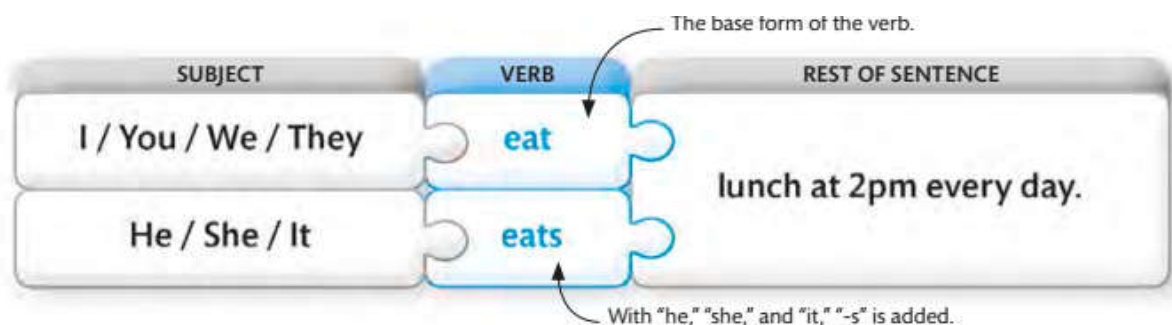 The base form of the verb.
SUBJECT VERB REST OF SENTENCE
I / You / We / They eat
lunch at 2pm every day.
He / She / It eats
With "he," "she," and "it," "-s" is added.